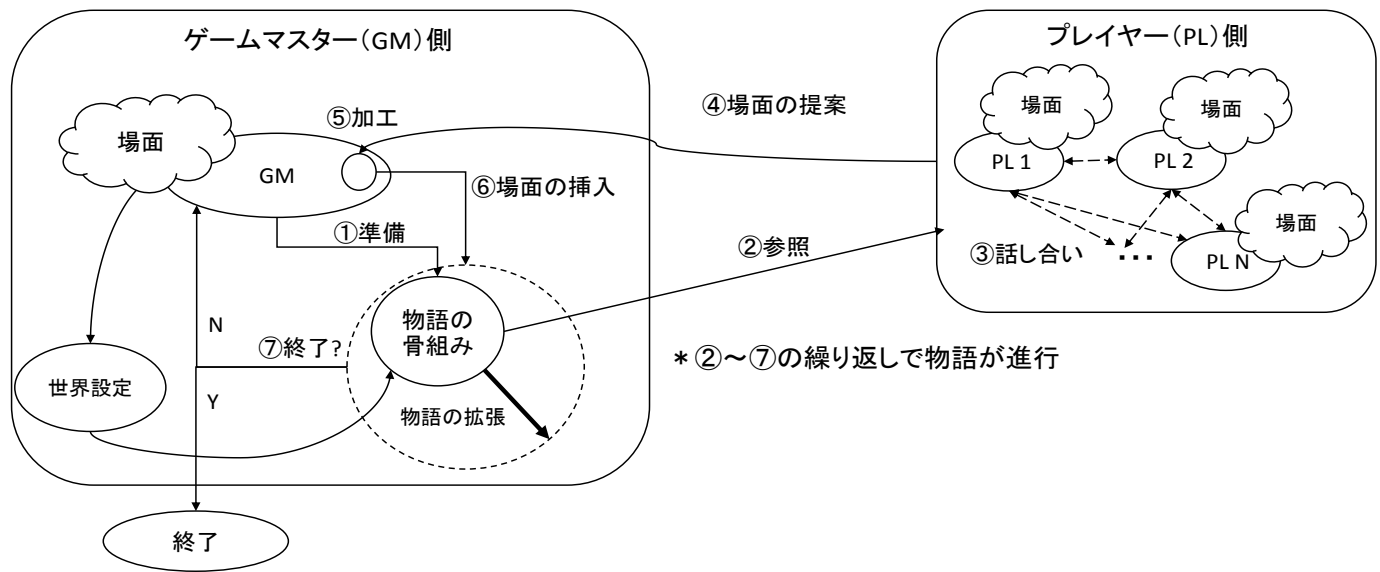 ゲームマスター(GM)側
プレイヤー(PL)側
場面
GM
⑤加工
④場面の提案
⑥場面の挿入
①準備
②参照
場面
PL 1
場面
PL 2
場面
PL N
③話し合い
・・・
物語の
骨組み
N
⑦終了?
Y
世界設定
物語の拡張
*②~⑦の繰り返しで物語が進行
終了